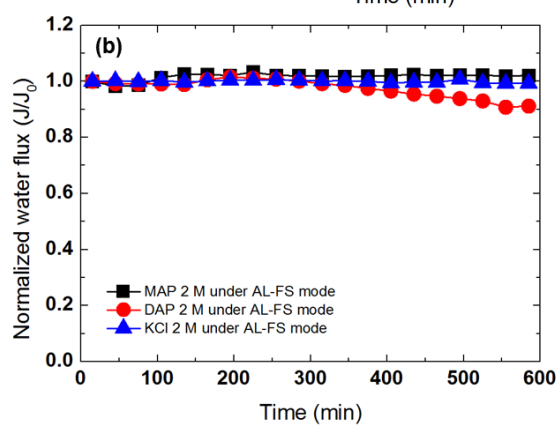 Time (min)
(b)
1.2
1.0
0.8
0.6
0.4
0.2
0.0
Normalized water flux (J/J0)
MAP 2 M under AL-FS mode
DAP 2 M under AL-FS mode
KCl 2 M under AL-FS mode
0 100 200 300 400 500 600
Time (min)